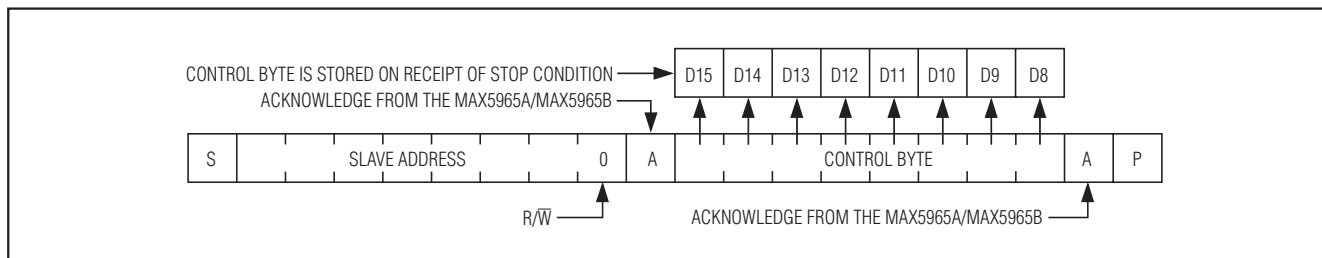 CONTROL BYTE IS STORED ON RECEIPT OF STOP CONDITION D15 D14 D13 D12 D11 D10 D9 D8
ACKNOWLEDGE FROM THE MAX5965A/MAX5965B
S SLAVE ADDRESS 0 A CONTROL BYTE A P
R/W̅ ACKNOWLEDGE FROM THE MAX5965A/MAX5965B